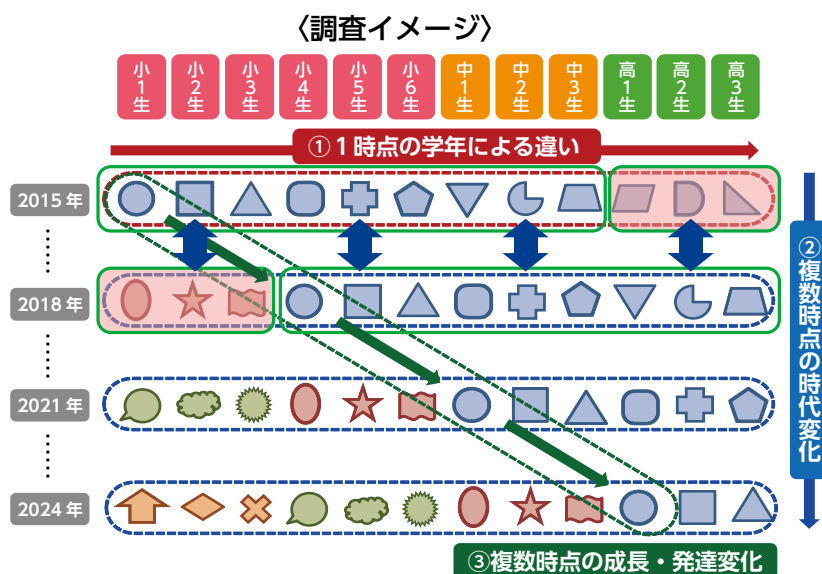 〈調査イメージ〉
小1生
小2生
小3生
小4生
小5生
小6生
中1生
中2生
中3生
高1生
高2生
高3生
①1時点の学年による違い
2015年
2018年
2021年
2024年
②複数時点の時代変化
③複数時点の成長・発達変化